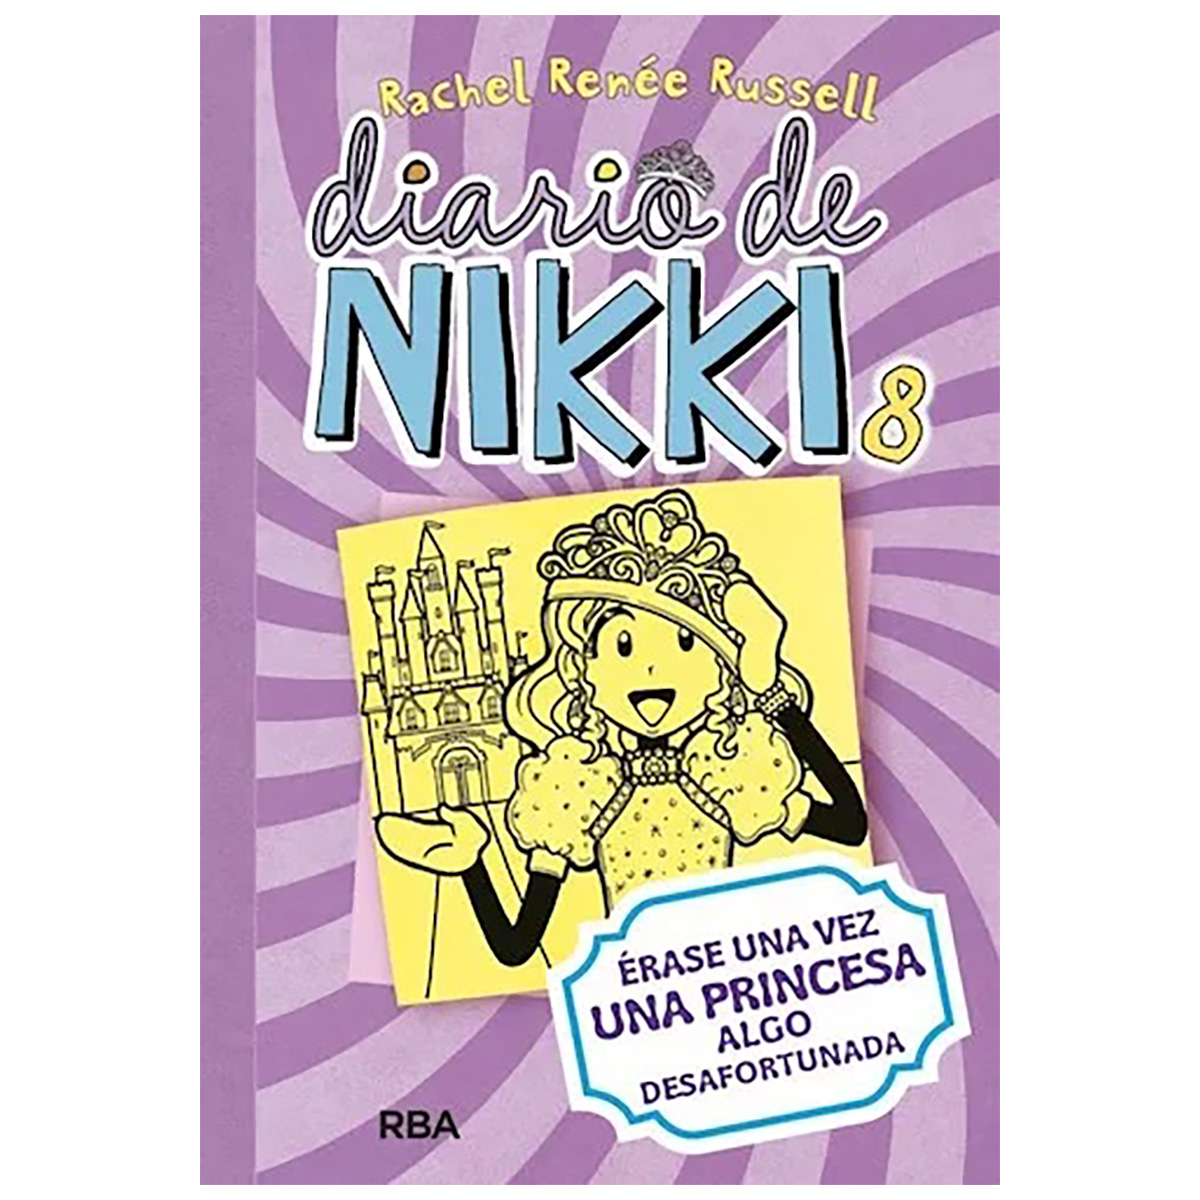 Rachel Renée Russell
diario de
NIKKI 8
ÉRASE UNA VEZ
UNA PRINCESA
ALGO
DESAFORTUNADA
RBA